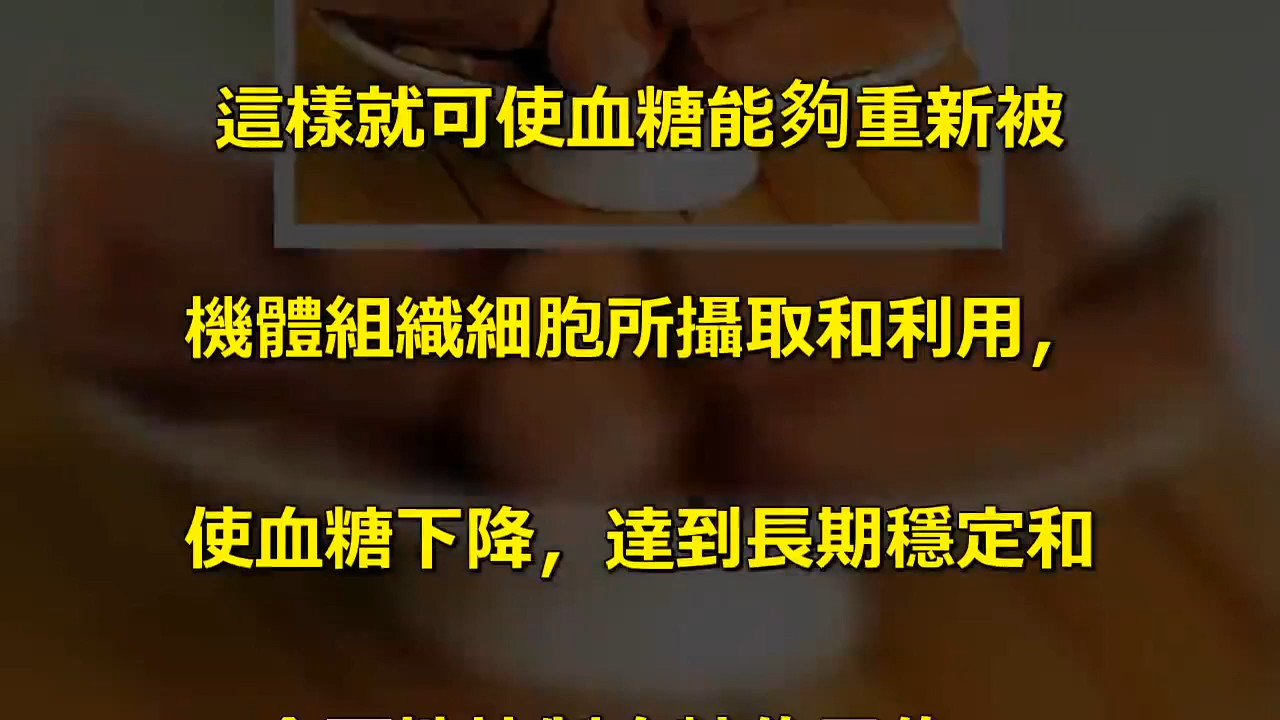 這樣就可使血糖能夠重新被
機體組織細胞所攝取和利用，
使血糖下降，達到長期穩定和